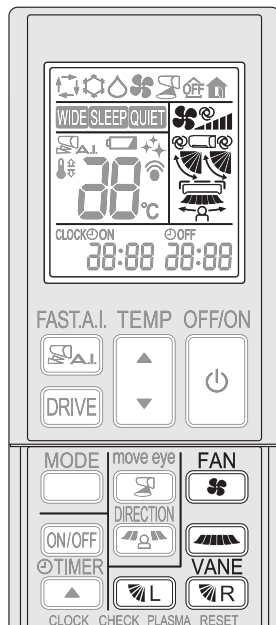 OFF
WIDE SLEEP QUIET
A.I.
88 °C
CLOCK ON OFF
88:88 88:88
FAST.A.I. TEMP OFF/ON
A.I.
DRIVE
MODE move eye FAN
DIRECTION
ON/OFF
TIMER VANE
L R
CLOCK CHECK PLASMA RESET